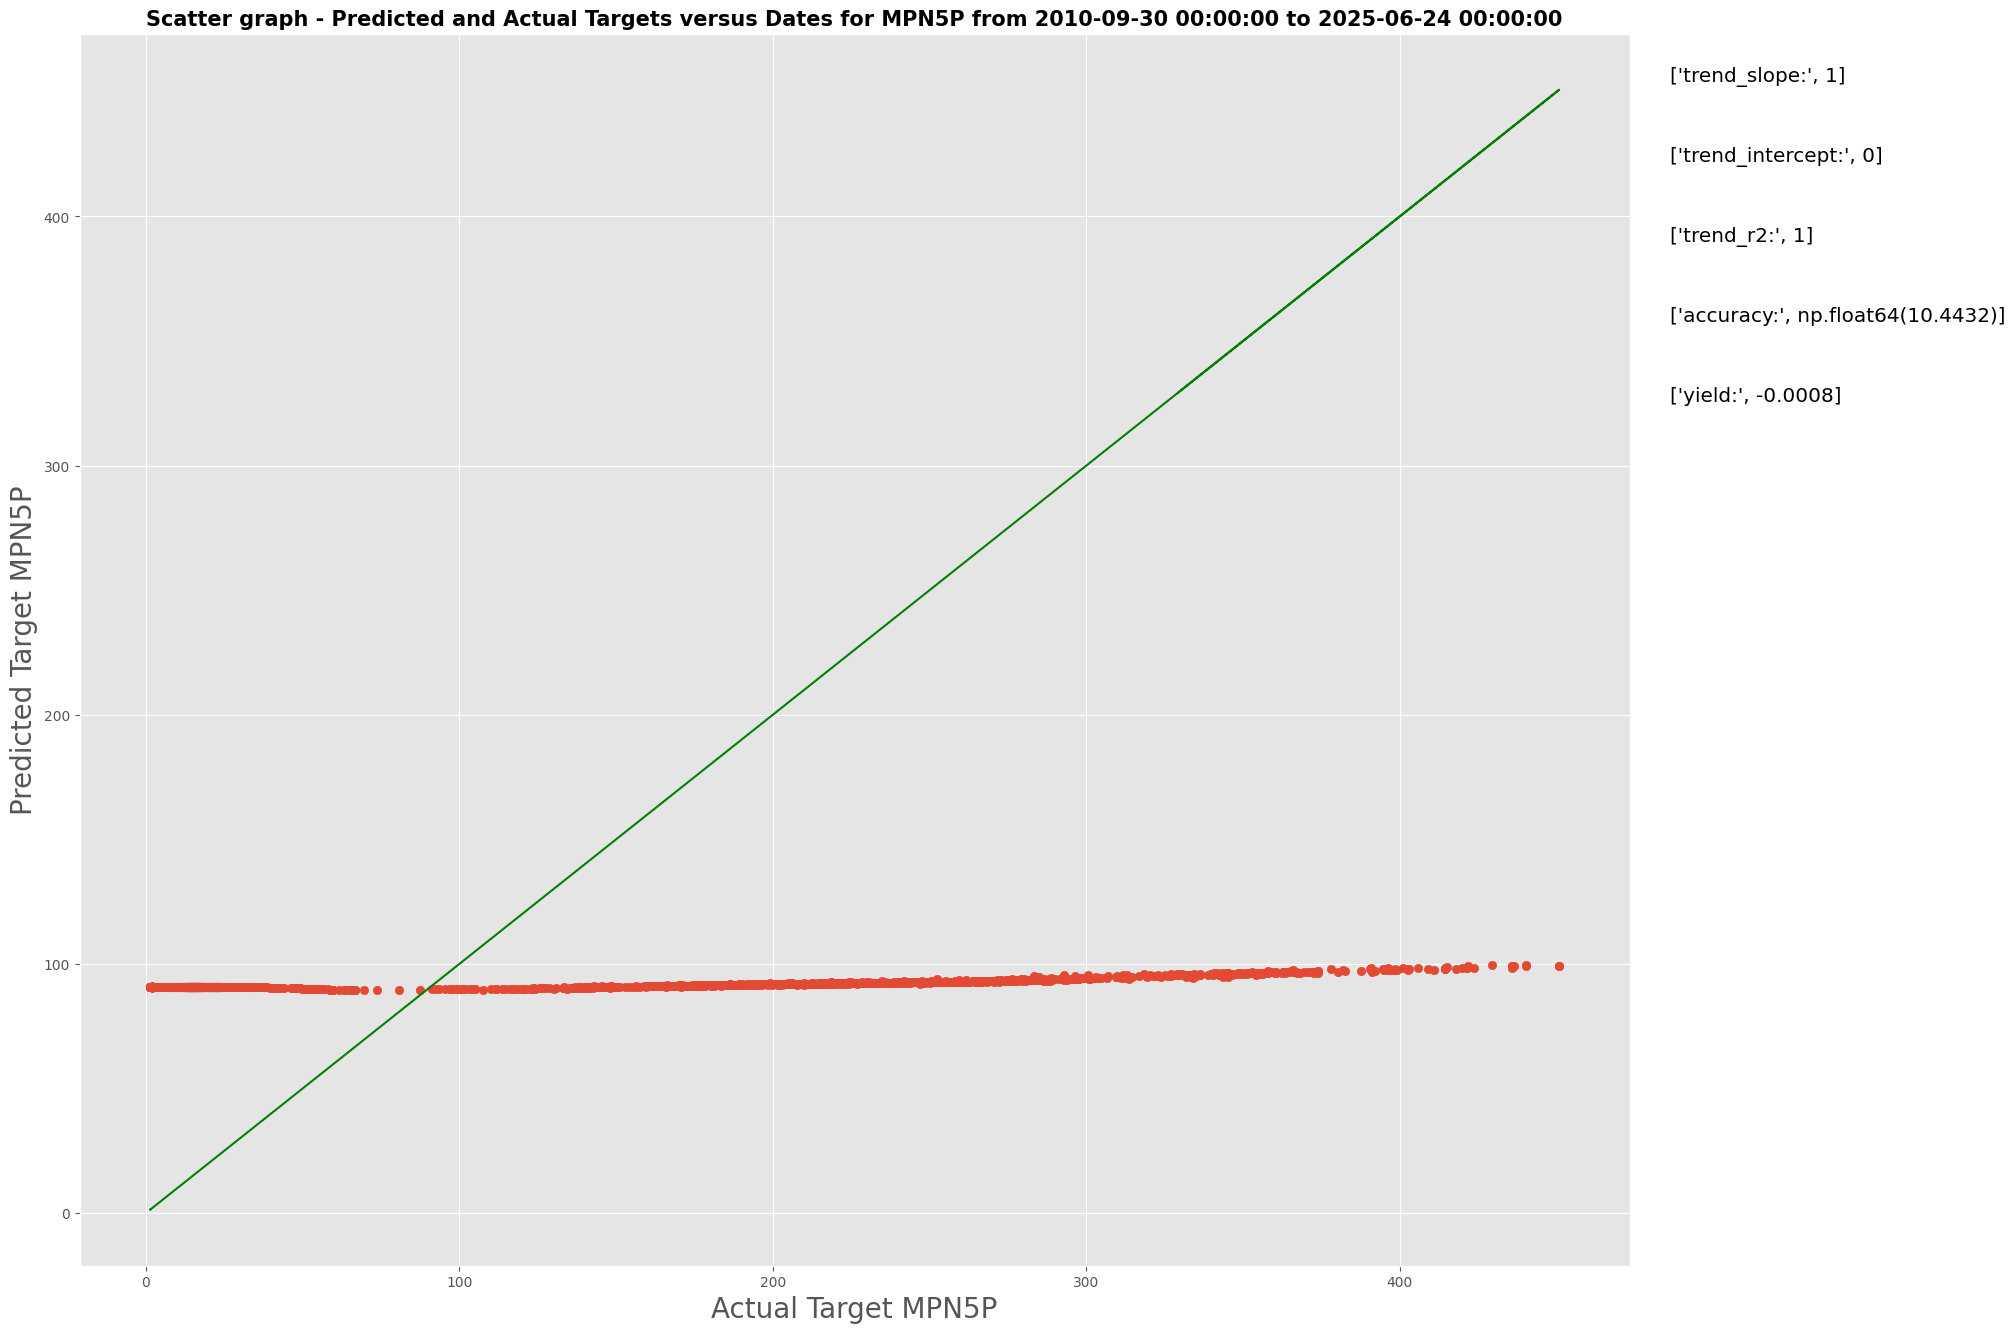 Scatter graph - Predicted and Actual Targets versus Dates for MPN5P from 2010-09-30 00:00:00 to 2025-06-24 00:00:00
['trend_slope:', 1]
['trend_intercept:', 0]
['trend_r2:', 1]
['accuracy:', np.float64(10.4432)]
['yield:', -0.0008]
Predicted Target MPN5P
400
300
200
100
0
0 100 200 300 400
Actual Target MPN5P